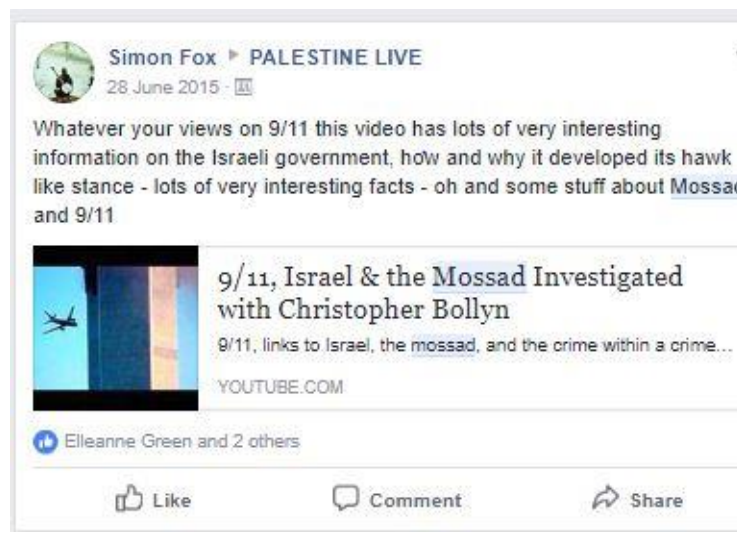 Simon Fox ▶ PALESTINE LIVE
28 June 2015 ·
Whatever your views on 9/11 this video has lots of very interesting
information on the Israeli government, how and why it developed its hawk
like stance - lots of very interesting facts - oh and some stuff about Mossad
and 9/11
9/11, Israel & the Mossad Investigated
with Christopher Bollyn
9/11, links to Israel, the mossad, and the crime within a crime...
YOUTUBE.COM
Elleanne Green and 2 others
Like Comment Share